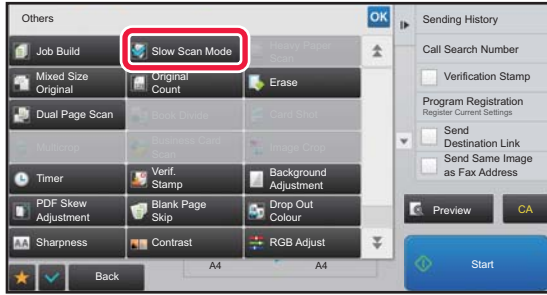 Others
OK
Job Build
Slow Scan Mode
Heavy Paper
Scan
Mixed Size
Original
Original
Count
Erase
Dual Page Scan
Book Divide
Card Shot
Multicrop
Business Card
Scan
Image Crop
Timer
Verif.
Stamp
Background
Adjustment
PDF Skew
Adjustment
Blank Page
Skip
Drop Out
Colour
AA
Sharpness
Contrast
RGB Adjust
Back
A4
A4
Sending History
Call Search Number
Verification Stamp
Program Registration
Register Current Settings
Send
Destination Link
Send Same Image
as Fax Address
Preview
CA
Start